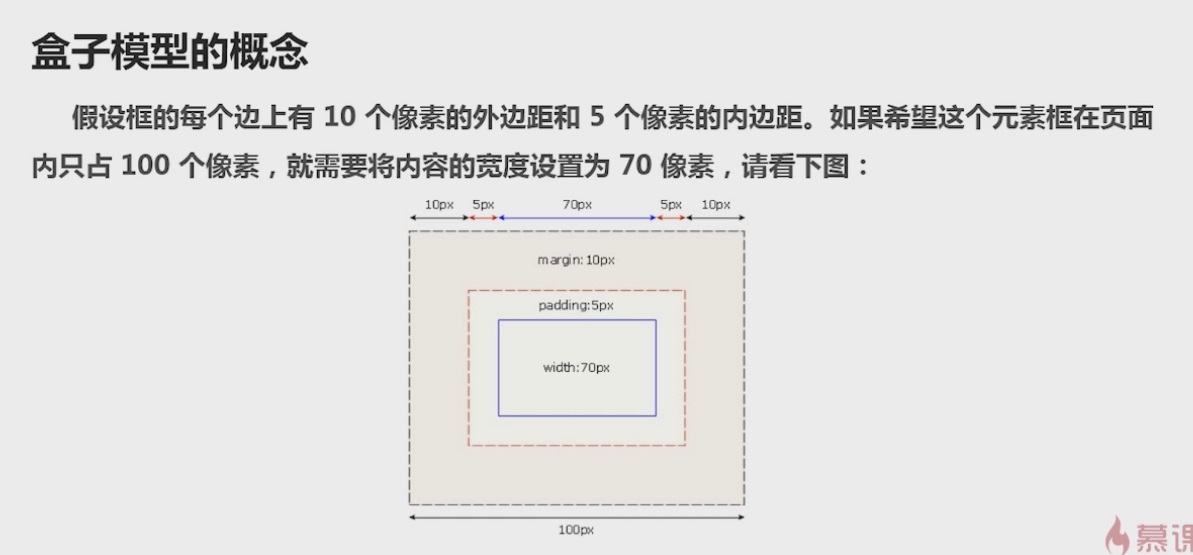 盒子模型的概念
假设框的每个边上有 10 个像素的外边距和 5 个像素的内边距。如果希望这个元素框在页面
内只占 100 个像素，就需要将内容的宽度设置为 70 像素，请看下图：
10px 5px 70px 5px 10px
margin:10px
padding:5px
width:70px
100px
慕课